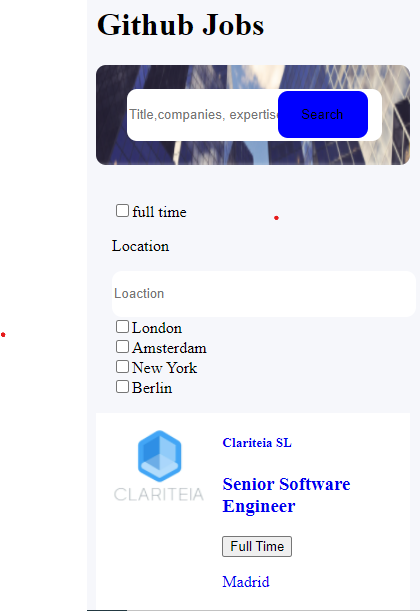 Github Jobs
Title,companies, expertise
Search
full time
Location
Loaction
London
Amsterdam
New York
Berlin
Clariteia SL
CLARITEIA
Senior Software
Engineer
Full Time
Madrid